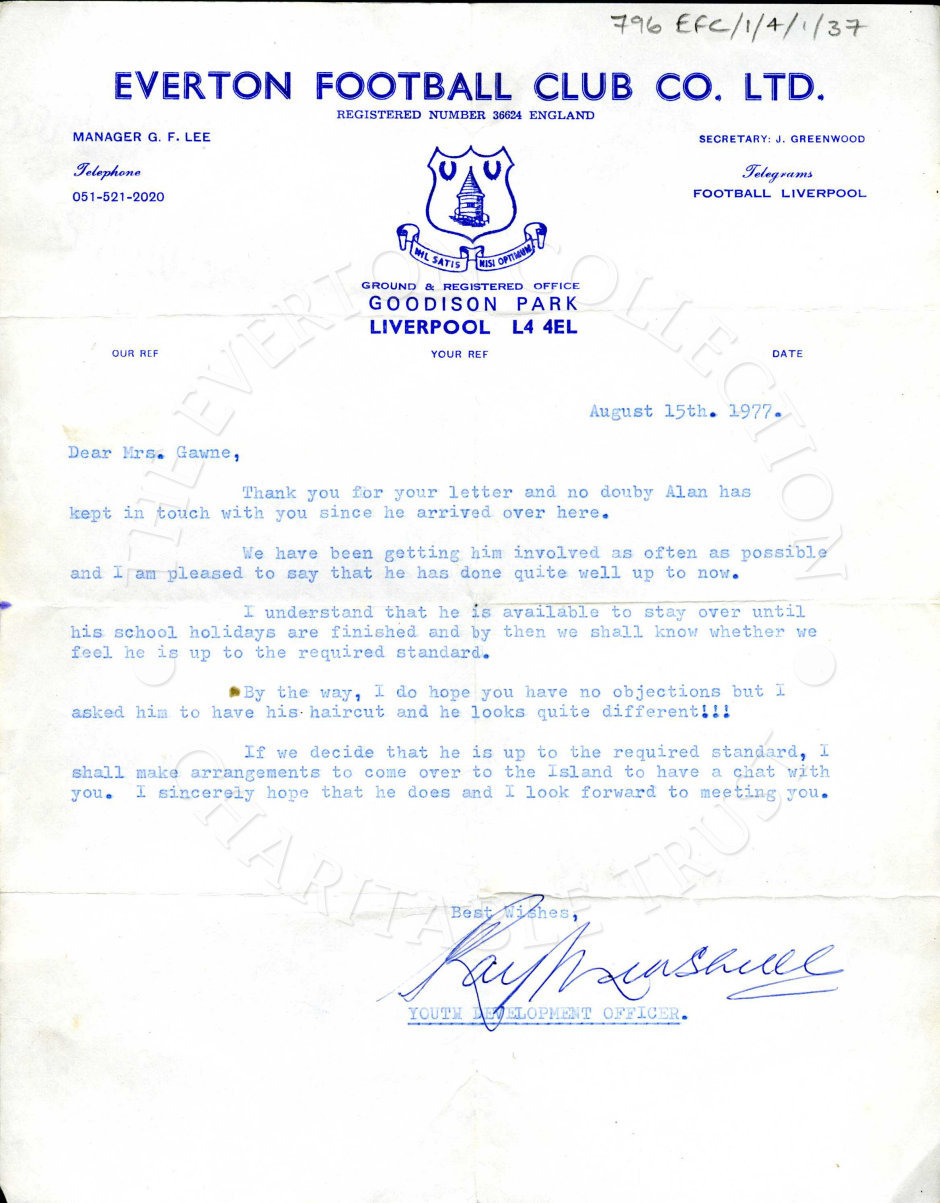 796 EFC/1/4/1/37
EVERTON FOOTBALL CLUB CO. LTD.
REGISTERED NUMBER 36624 ENGLAND
MANAGER G. F. LEE
SECRETARY: J. GREENWOOD
Telephone
Telegrams
051-521-2020
FOOTBALL LIVERPOOL
NIL SATIS NISI OPTIMUM
GROUND & REGISTERED OFFICE
GOODISON PARK
LIVERPOOL L4 4EL
OUR REF YOUR REF DATE
August 15th. 1977.
Dear Mrs. Gawne,
Thank you for your letter and no douby Alan has
kept in touch with you since he arrived over here.
We have been getting him involved as often as possible
and I am pleased to say that he has done quite well up to now.
I understand that he is available to stay over until
his school holidays are finished and by then we shall know whether we
feel he is up to the required standard.
By the way, I do hope you have no objections but I
asked him to have his haircut and he looks quite different!!!
If we decide that he is up to the required standard, I
shall make arrangements to come over to the Island to have a chat with
you. I sincerely hope that he does and I look forward to meeting you.
Best Wishes,
Ray
YOUTH DEVELOPMENT OFFICER.
THE EVERTON COLLECTION
CHARITABLE TRUST